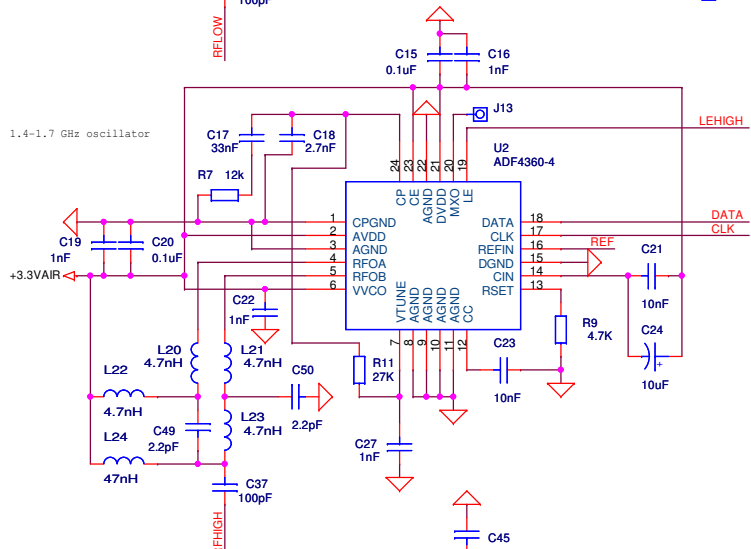 100pF
RFLOW
C15
0.1uF
C16
1nF
J13
LEHIGH
1.4-1.7 GHz oscillator
C17
33nF
C18
2.7nF
R7 12k
U2
ADF4360-4
24
23
22
21
20
19
CP
CE
AGND
DVDD
MXO
LE
1 CPGND
2 AVDD
3 AGND
4 RFOA
5 RFOB
6 VVCO
DATA 18
CLK 17
REFIN 16
DGND 15
CIN 14
RSET 13
DATA
CLK
REF
VTUNE
AGND
AGND
AGND
AGND
CC
7
8
9
10
11
12
C19
1nF
C20
0.1uF
+3.3VAIR
C22
1nF
C21
10nF
C24
+
10uF
R9
4.7K
C23
10nF
L20
4.7nH
L21
4.7nH
R11
27K
L22
4.7nH
C50
2.2pF
L23
4.7nH
C49
2.2pF
L24
47nH
C27
1nF
C37
100pF
C45